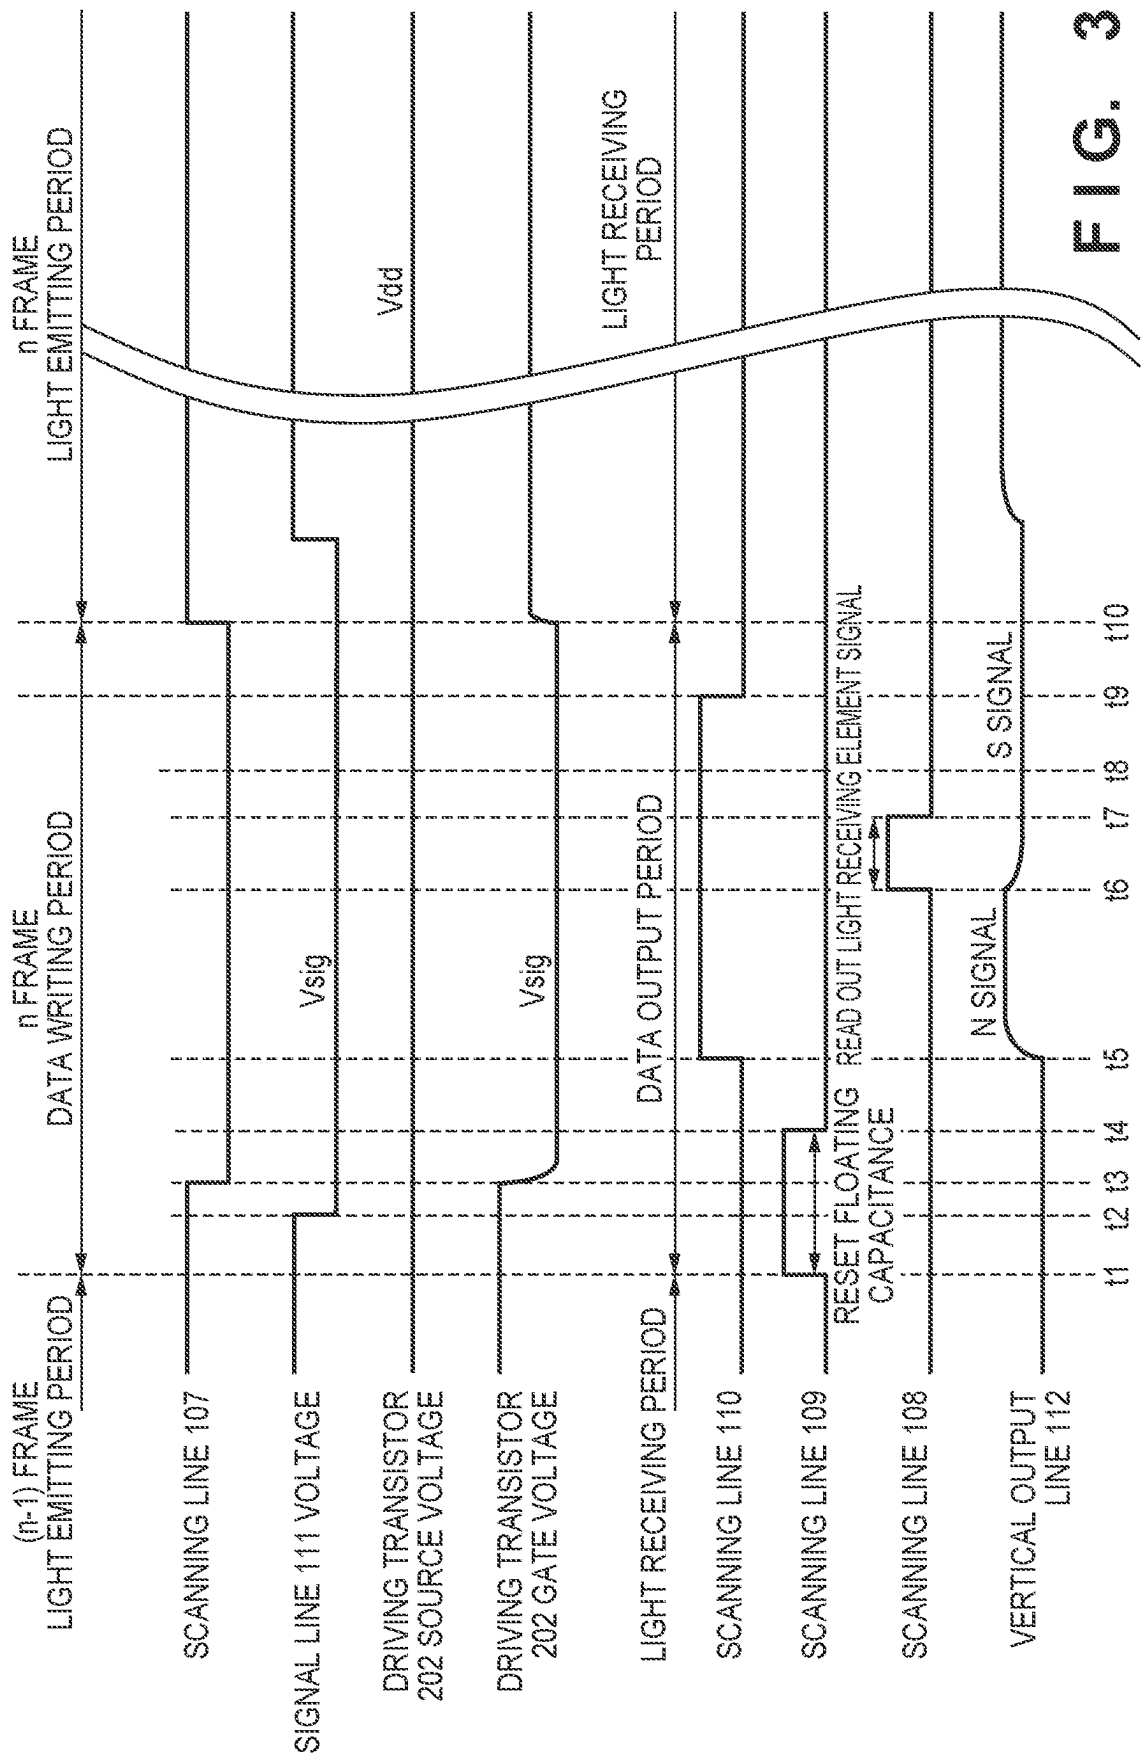 (n-1) FRAME
LIGHT EMITTING PERIOD
n FRAME
DATA WRITING PERIOD
n FRAME
LIGHT EMITTING PERIOD
SCANNING LINE 107
SIGNAL LINE 111 VOLTAGE
Vsig
DRIVING TRANSISTOR
202 SOURCE VOLTAGE
Vdd
DRIVING TRANSISTOR
202 GATE VOLTAGE
Vsig
LIGHT RECEIVING PERIOD
DATA OUTPUT PERIOD
LIGHT RECEIVING
PERIOD
SCANNING LINE 110
SCANNING LINE 109
RESET FLOATING
CAPACITANCE
READ OUT LIGHT RECEIVING ELEMENT SIGNAL
SCANNING LINE 108
VERTICAL OUTPUT
LINE 112
N SIGNAL
S SIGNAL
t1 t2 t3 t4 t5 t6 t7 t8 t9 t10
FIG. 3